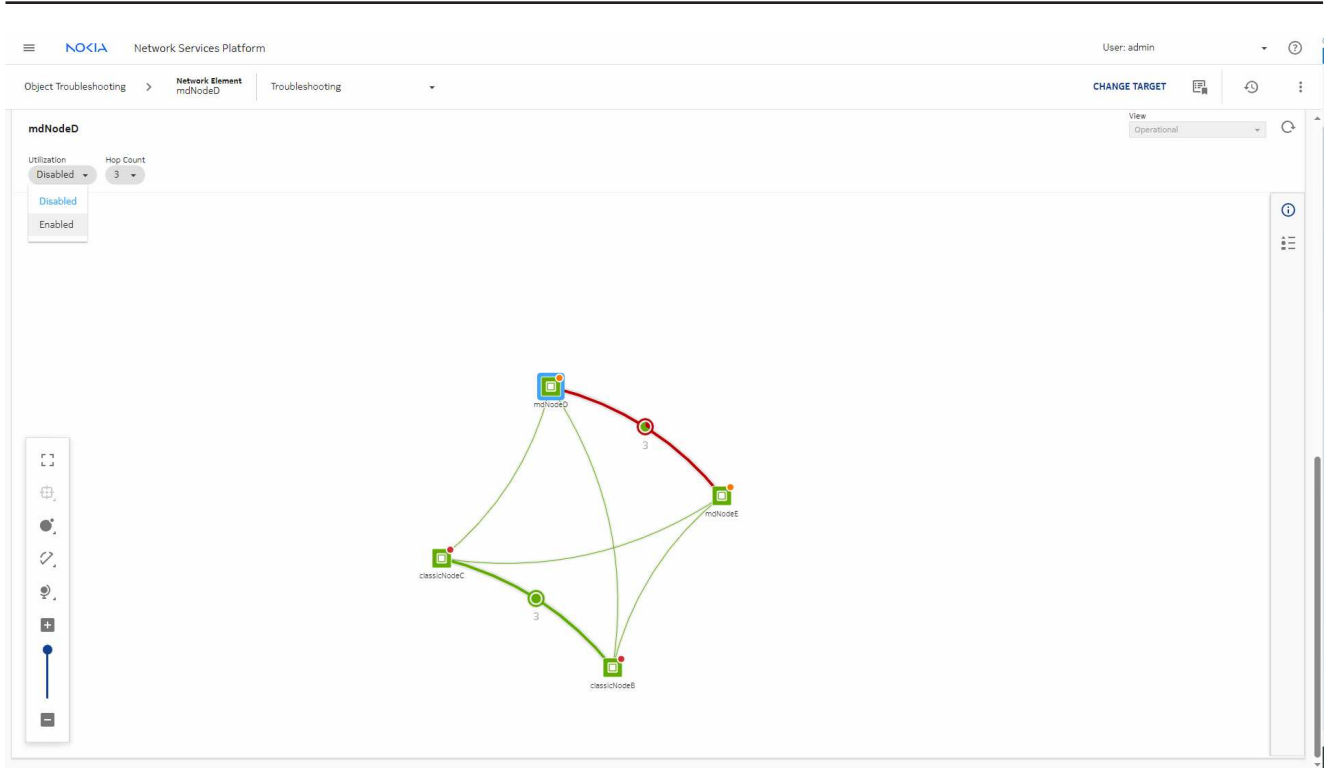 NOKIA Network Services Platform User: admin
Object Troubleshooting > Network Element Troubleshooting CHANGE TARGET
mdNodeD
mdNodeD
View
Operational
Utilization Hop Count
Disabled 3
Disabled
Enabled
mdNodeD
3
mdNodeE
classicNodeC
3
classicNodeB